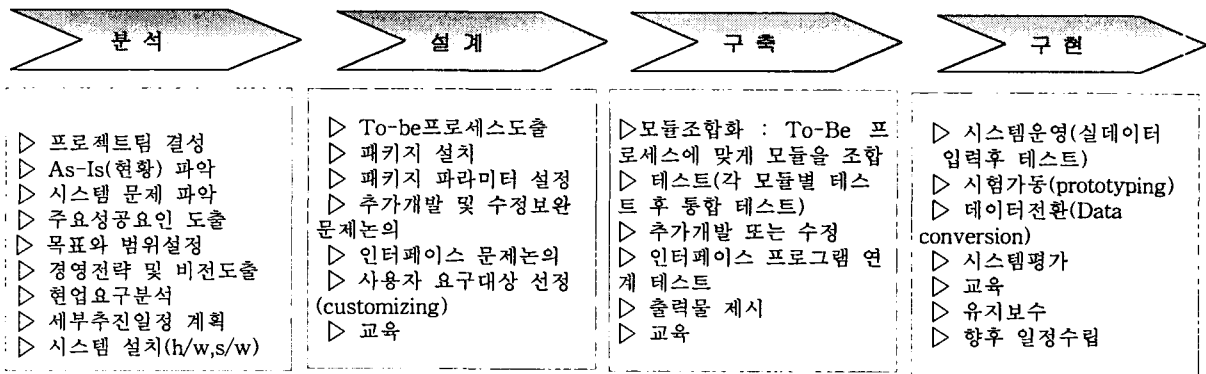 분 석
설 계
구 축
구 현
▷ 프로젝트팀 결성
▷ As-Is(현황) 파악
▷ 시스템 문제 파악
▷ 주요성공요인 도출
▷ 목표와 범위설정
▷ 경영전략 및 비전도출
▷ 현업요구분석
▷ 세부추진일정 계획
▷ 시스템 설치(h/w,s/w)
▷ To-be프로세스도출
▷ 패키지 설치
▷ 패키지 파라미터 설정
▷ 추가개발 및 수정보완
문제논의
▷ 인터페이스 문제논의
▷ 사용자 요구대상 선정
(customizing)
▷ 교육
▷모듈조합화 : To-Be 프
로세스에 맞게 모듈을 조합
▷ 테스트(각 모듈별 테스
트 후 통합 테스트)
▷ 추가개발 또는 수정
▷ 인터페이스 프로그램 연
계 테스트
▷ 출력물 제시
▷ 교육
▷ 시스템운영(실데이터
입력후 테스트)
▷ 시험가동(prototyping)
▷ 데이터전환(Data
conversion)
▷ 시스템평가
▷ 교육
▷ 유지보수
▷ 향후 일정수립